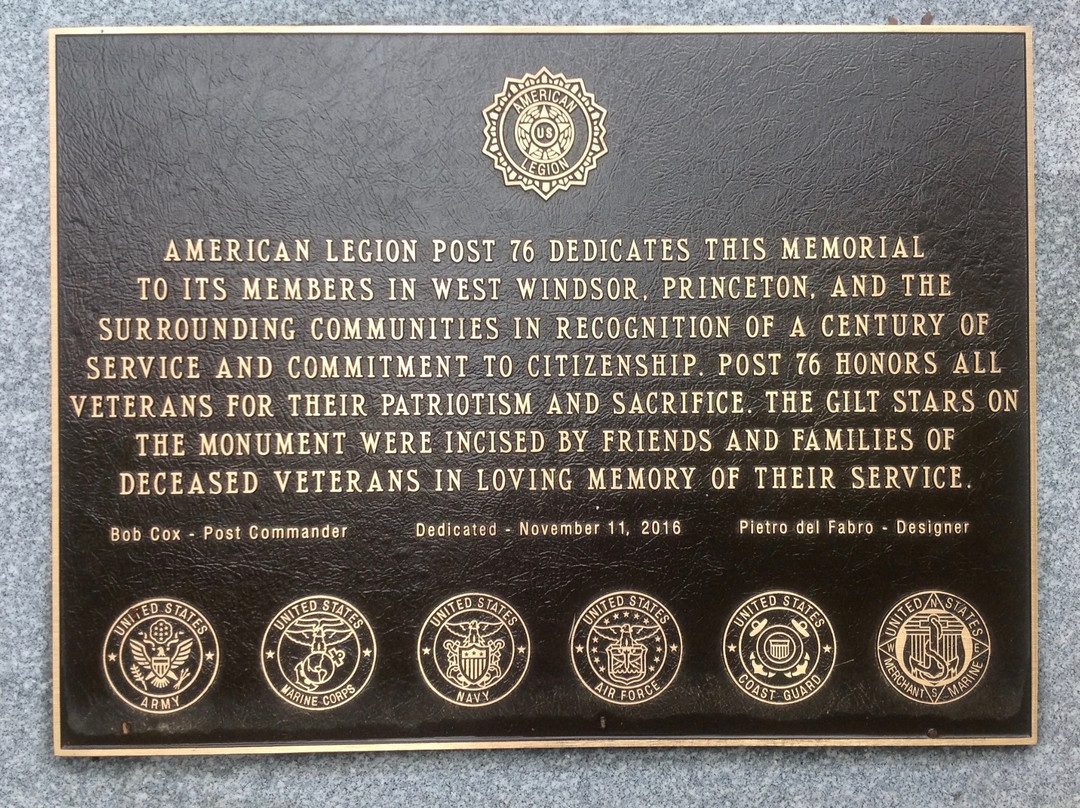 AMERICAN
US
LEGION
AMERICAN LEGION POST 76 DEDICATES THIS MEMORIAL
TO ITS MEMBERS IN WEST WINDSOR, PRINCETON, AND THE
SURROUNDING COMMUNITIES IN RECOGNITION OF A CENTURY OF
SERVICE AND COMMITMENT TO CITIZENSHIP. POST 76 HONORS ALL
VETERANS FOR THEIR PATRIOTISM AND SACRIFICE. THE GILT STARS ON
THE MONUMENT WERE INCISED BY FRIENDS AND FAMILIES OF
DECEASED VETERANS IN LOVING MEMORY OF THEIR SERVICE.
Bob Cox - Post Commander
Dedicated - November 11, 2016
Pietro del Fabro - Designer
UNITED STATES
ARMY
UNITED STATES
MARINE CORPS
UNITED STATES
NAVY
UNITED STATES
AIR FORCE
UNITED STATES
COAST GUARD
UNITED N STATES
W E
MERCHANT S MARINE